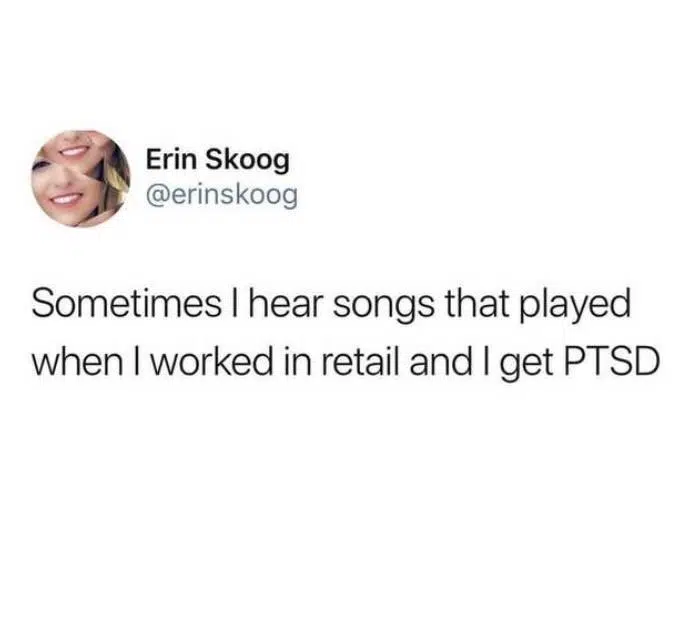 Erin Skoog
@erinskoog
Sometimes I hear songs that played
when I worked in retail and I get PTSD